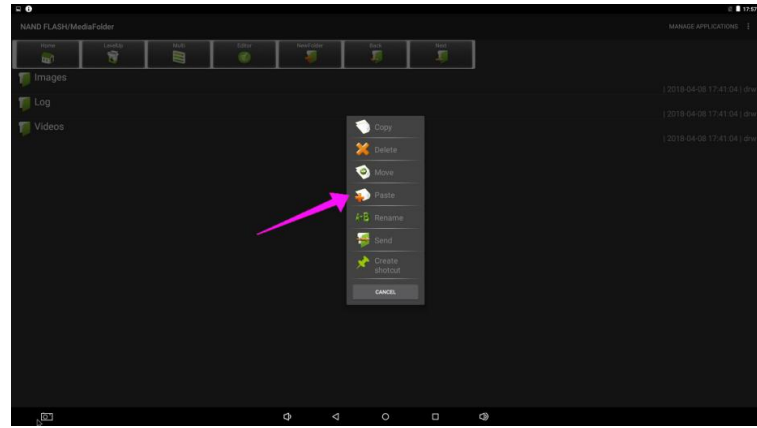 17:57
NAND FLASH/MediaFolder
MANAGE APPLICATIONS
Home LevelUp Multi Editor NewFolder Back Next
Images
| 2018-04-08 17:41:04 | drw
Log
| 2018-04-08 17:41:04 | drw
Videos
| 2018-04-08 17:41:04 | drw
Copy
Delete
Move
Paste
A-B Rename
Send
Create
shotcut
CANCEL